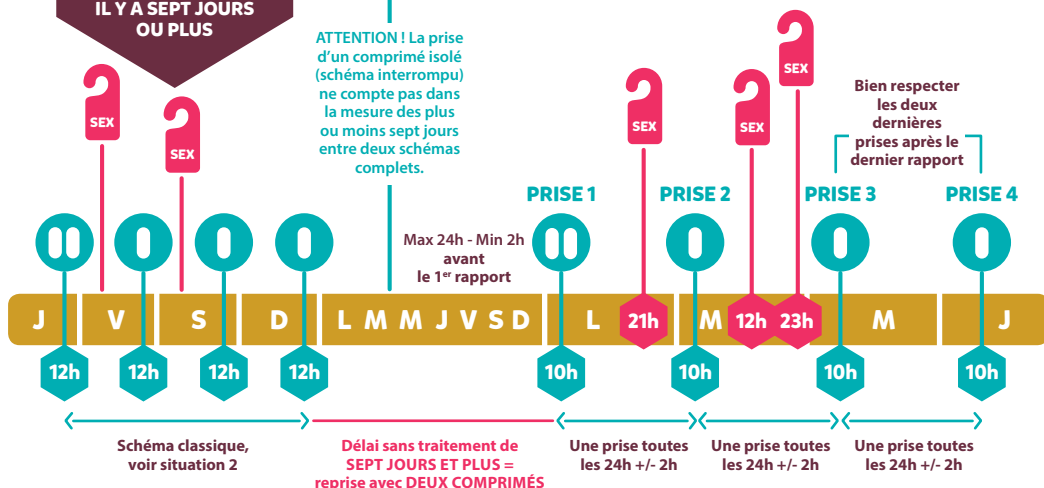 IL Y A SEPT JOURS
OU PLUS
ATTENTION ! La prise
d'un comprimé isolé
(schéma interrompu)
ne compte pas dans
la mesure des plus
ou moins sept jours
entre deux schémas
complets.
SEX
SEX
SEX
SEX
SEX
Bien respecter
les deux
dernières
prises après le
dernier rapport
PRISE 1
PRISE 2
PRISE 3
PRISE 4
Max 24h - Min 2h
avant
le 1er rapport
J V S D L M M J V S D L 21h M 12h 23h M J
12h 12h 12h 12h 10h 10h 10h 10h
Schéma classique,
voir situation 2
Délai sans traitement de
SEPT JOURS ET PLUS =
reprise avec DEUX COMPRIMÉS
Une prise toutes
les 24h +/- 2h
Une prise toutes
les 24h +/- 2h
Une prise toutes
les 24h +/- 2h